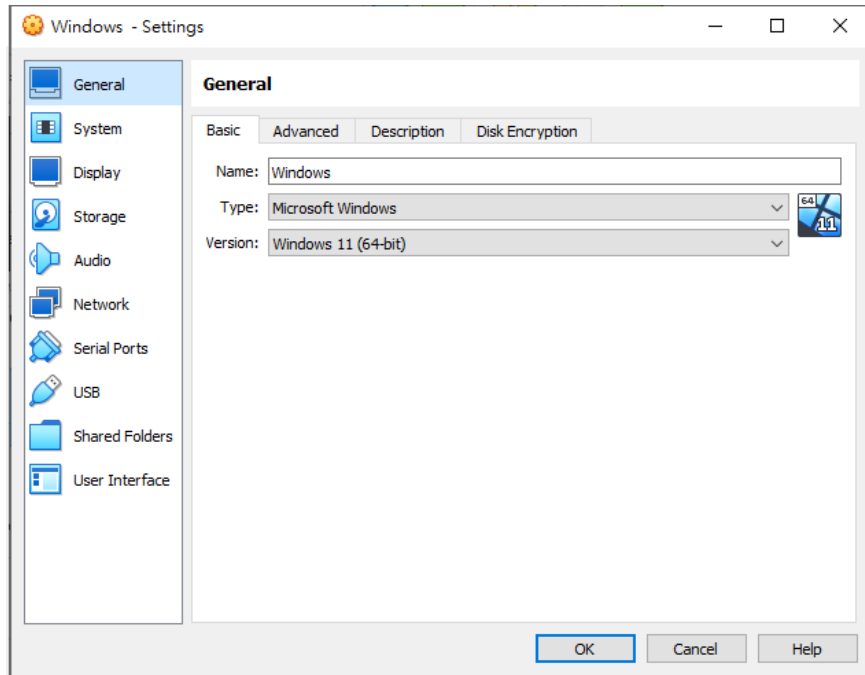 Windows - Settings
General
System
Display
Storage
Audio
Network
Serial Ports
USB
Shared Folders
User Interface
General
Basic Advanced Description Disk Encryption
Name: Windows
Type: Microsoft Windows
64
11
Version: Windows 11 (64-bit)
OK Cancel Help